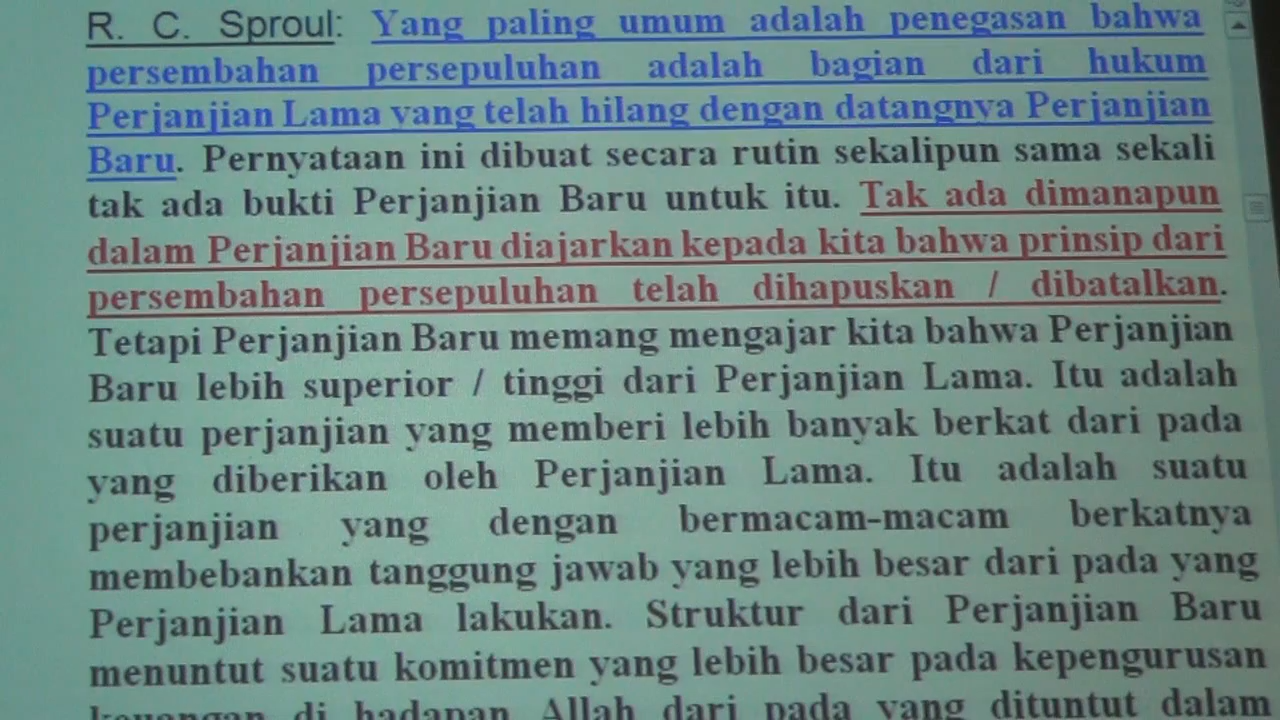 R. C. Sproul: Yang paling umum adalah penegasan bahwa
persembahan persepuluhan adalah bagian dari hukum
Perjanjian Lama yang telah hilang dengan datangnya Perjanjian
Baru. Pernyataan ini dibuat secara rutin sekalipun sama sekali
tak ada bukti Perjanjian Baru untuk itu. Tak ada dimanapun
dalam Perjanjian Baru diajarkan kepada kita bahwa prinsip dari
persembahan persepuluhan telah dihapuskan / dibatalkan.
Tetapi Perjanjian Baru memang mengajar kita bahwa Perjanjian
Baru lebih superior / tinggi dari Perjanjian Lama. Itu adalah
suatu perjanjian yang memberi lebih banyak berkat dari pada
yang diberikan oleh Perjanjian Lama. Itu adalah suatu
perjanjian yang dengan bermacam-macam berkatnya
membebankan tanggung jawab yang lebih besar dari pada yang
Perjanjian Lama lakukan. Struktur dari Perjanjian Baru
menuntut suatu komitmen yang lebih besar pada kepengurusan
keuangan di hadapan Allah dari pada yang dituntut dalam